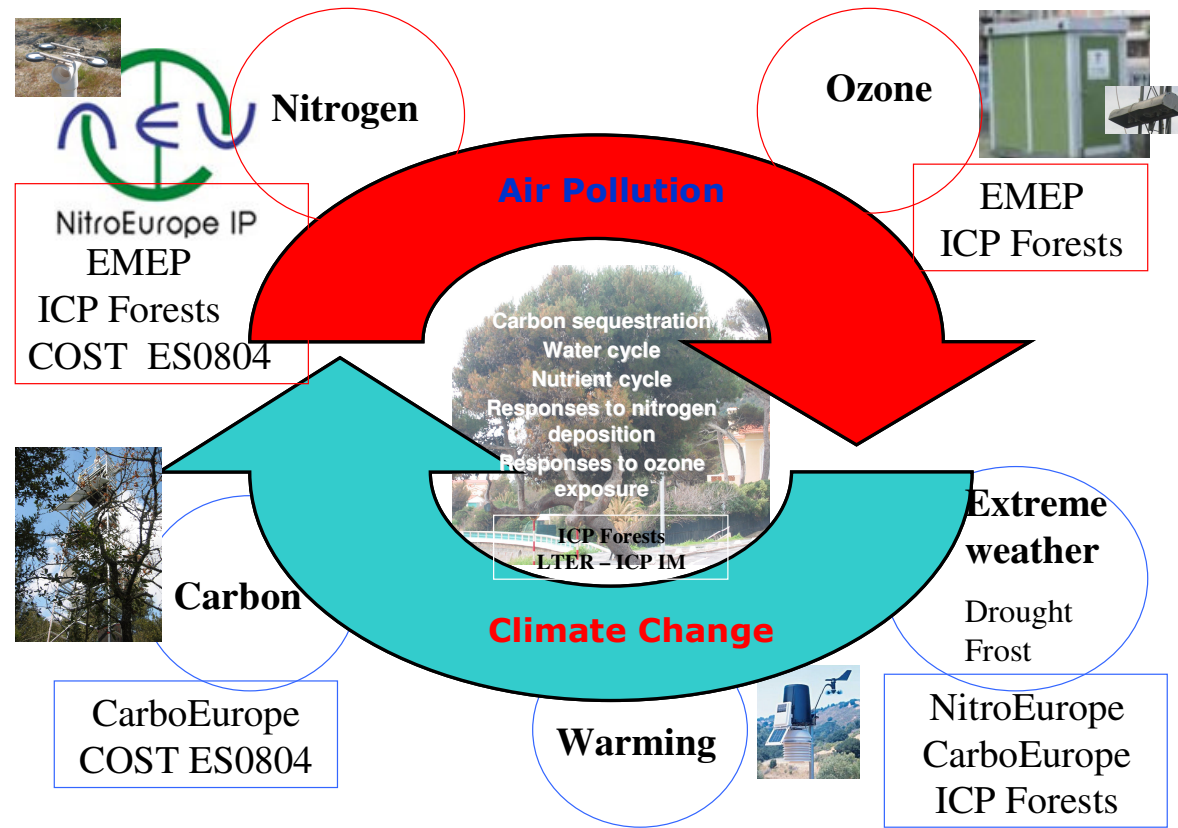 Nitrogen
Ozone
NEU
NitroEurope IP
EMEP
ICP Forests
COST ES0804
Air Pollution
EMEP
ICP Forests
Carbon sequestration
Water cycle
Nutrient cycle
Responses to nitrogen
deposition
Responses to ozone
exposure
ICP Forests
LTER – ICP IM
Extreme
weather
Drought
Frost
Carbon
Climate Change
CarboEurope
COST ES0804
Warming
NitroEurope
CarboEurope
ICP Forests